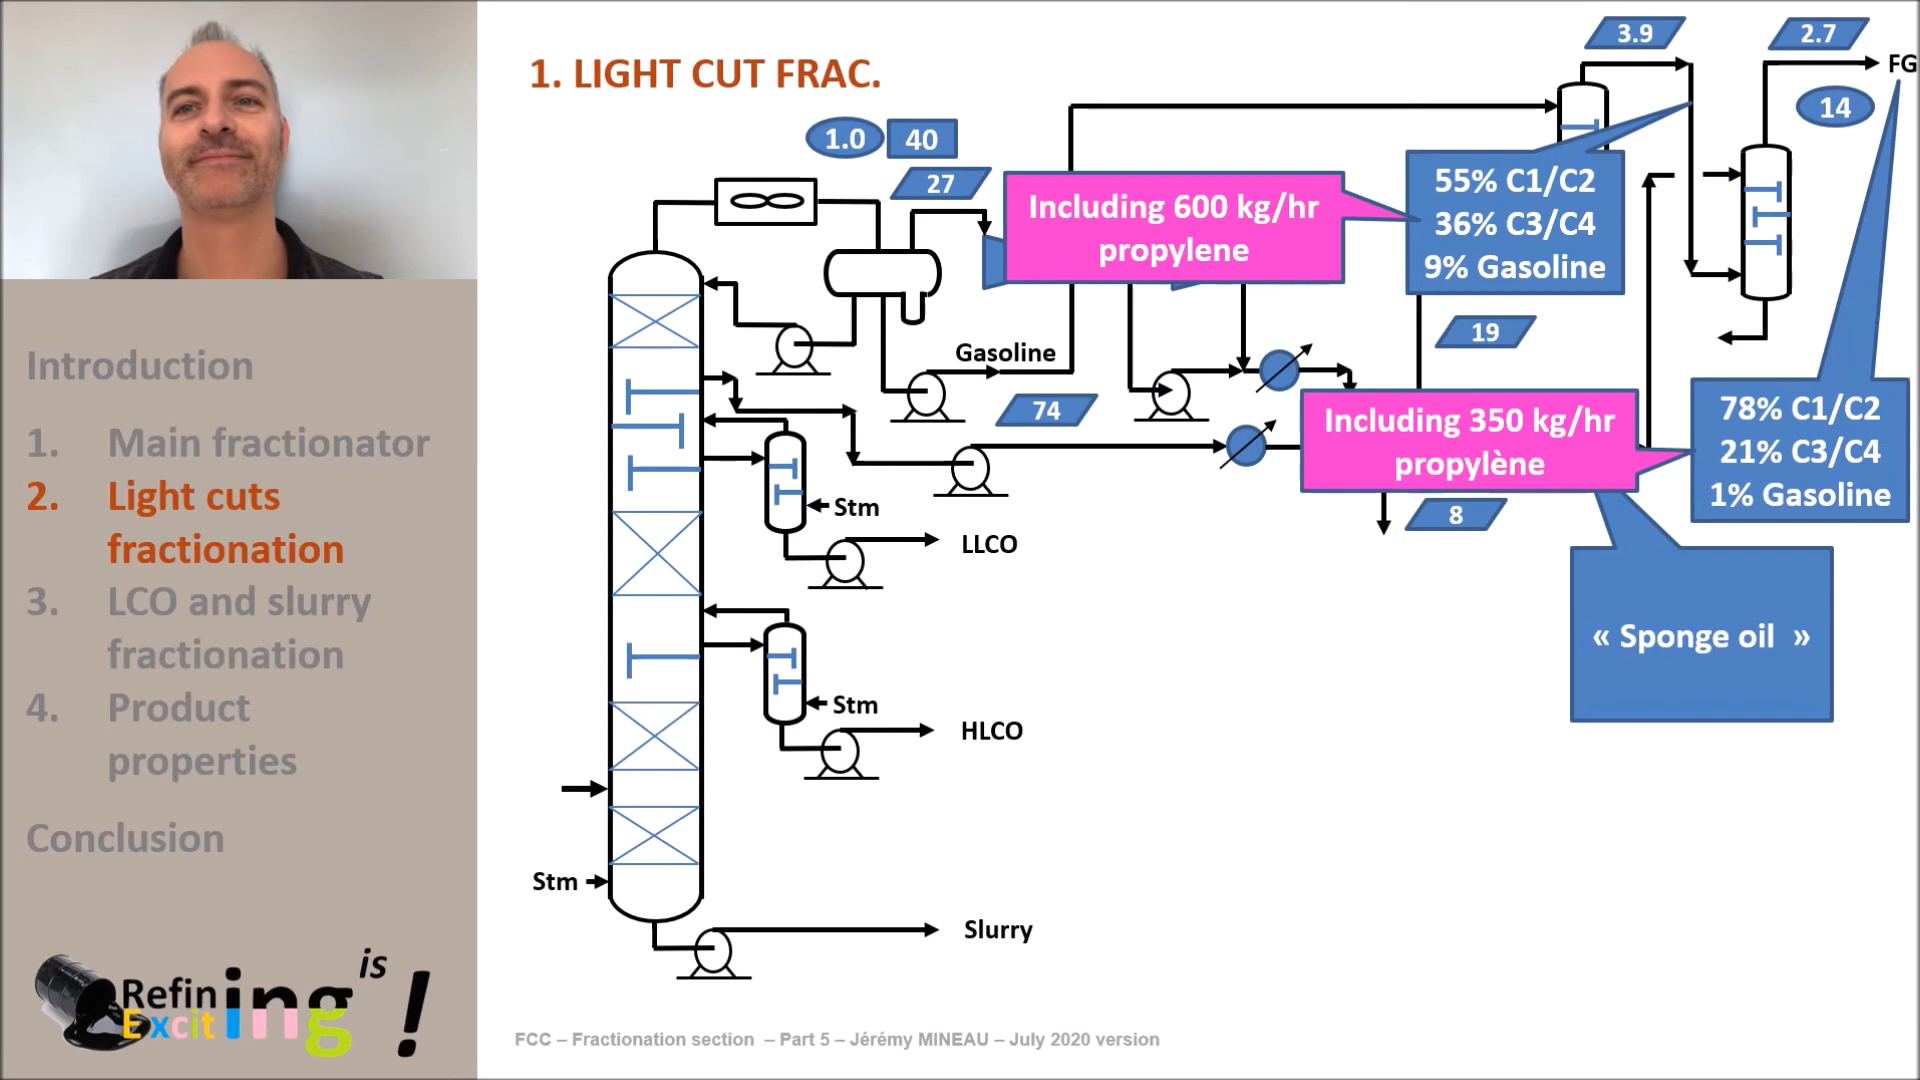 1. LIGHT CUT FRAC.
3.9
2.7
FG
14
1.0
40
27
Including 600 kg/hr
propylene
55% C1/C2
36% C3/C4
9% Gasoline
19
Gasoline
74
Including 350 kg/hr
propylène
78% C1/C2
21% C3/C4
1% Gasoline
8
Stm
LLCO
« Sponge oil »
Stm
HLCO
Stm
Slurry
Introduction
1. Main fractionator
2. Light cuts
fractionation
3. LCO and slurry
fractionation
4. Product
properties
Conclusion
Refining is
Exciting !
FCC – Fractionation section – Part 5 – Jérémy MINEAU – July 2020 version